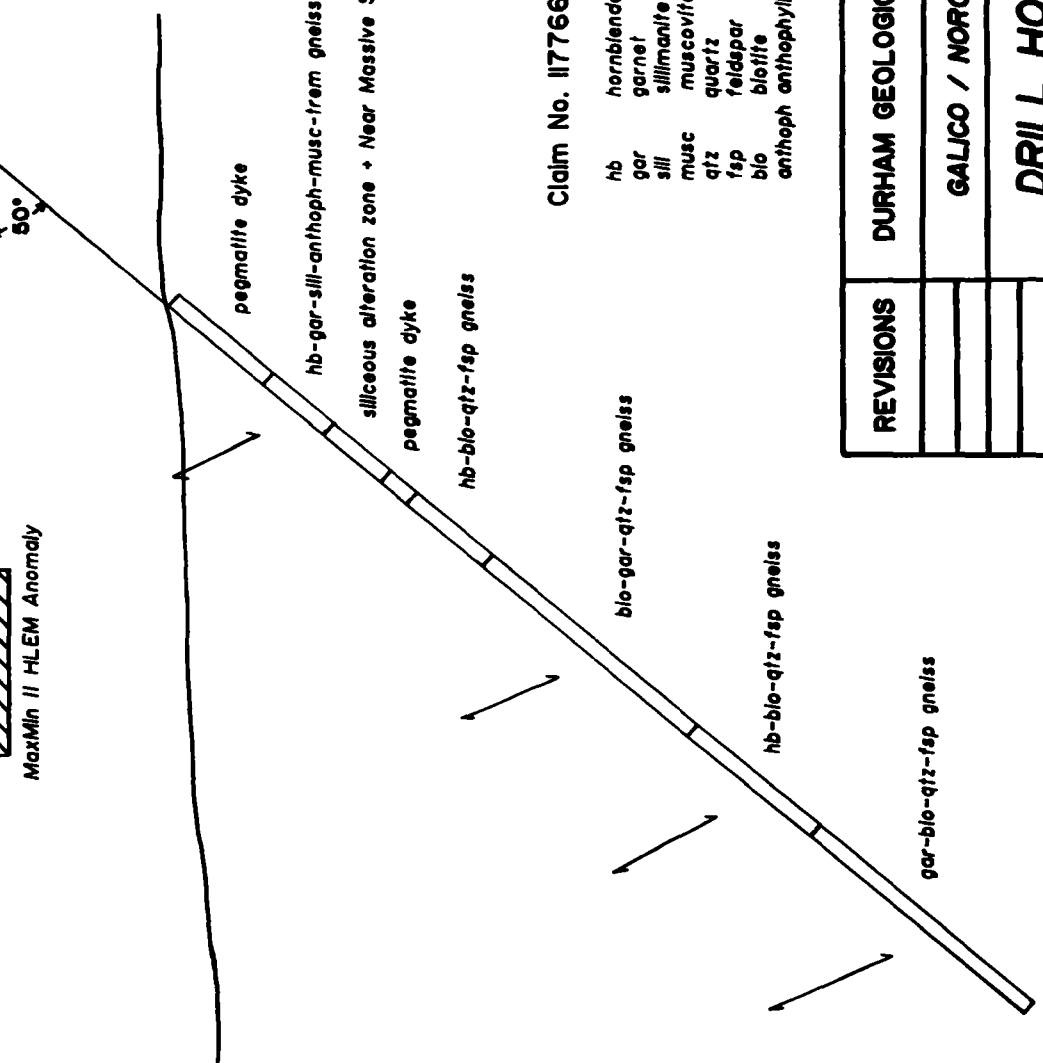 50°
MaxMin II HLEM Anomaly
pegmatite dyke
hb-gar-sill-anthoph-musc-trem gneiss
siliceous alteration zone + Near Massive
pegmatite dyke
hb-bio-qtz-fsp gneiss
bio-gar-qtz-fsp gneiss
hb-bio-qtz-fsp gneiss
gar-bio-qtz-fsp gneiss
Claim No. 117766
hb hornblende
gar garnet
sill sillimanite
musc muscovite
qtz quartz
fsp feldspar
bio biotite
anthoph
REVISIONS
DURHAM
GALICO /
DRILL